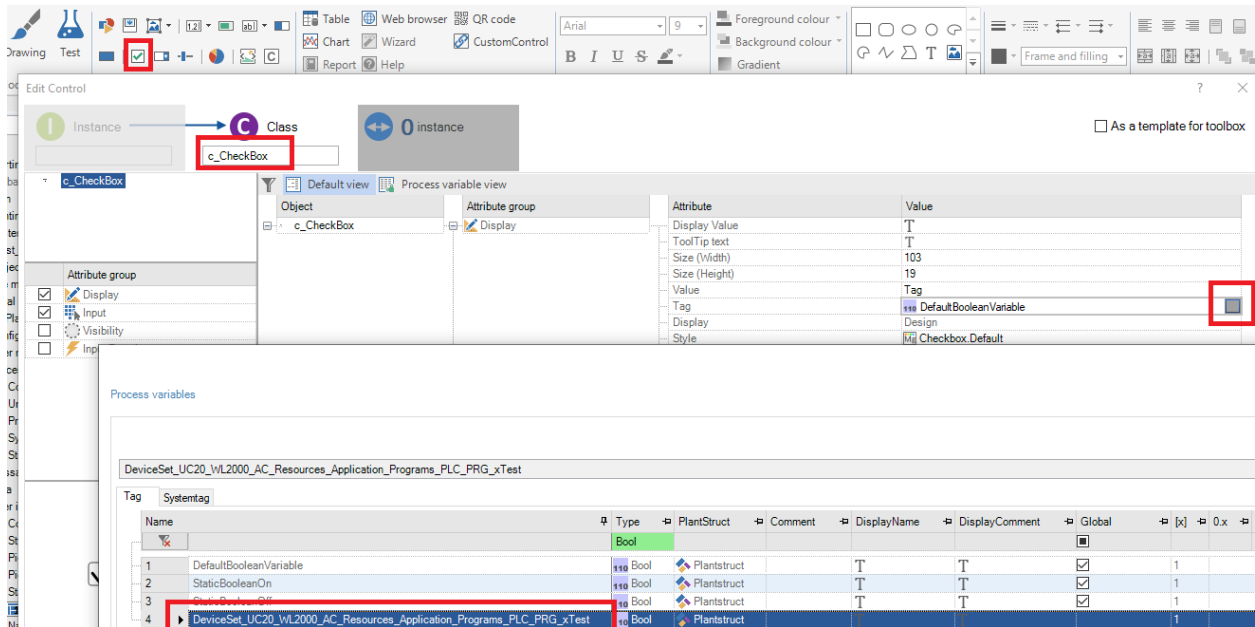 Table Web browser QR code
Arial 9
Foreground colour
Drawing Test
Chart Wizard CustomControl
Background colour
B I U S T
Frame and filling
Report Help
Gradient
Edit Control
? ×
Instance Class 0 instance
As a template for toolbox
c_CheckBox
c_CheckBox
Default view Process variable view
Object Attribute group Attribute Value
c_CheckBox Display Display Value T
ToolTip text T
Size (Width) 103
Size (Height) 19
Attribute group
Value Tag
Display
Tag DefaultBooleanVariable
Input
Display Design
Visibility
Style Checkbox.Default
Process variables
DeviceSet_UC20_WL2000_AC_Resources_Application_Programs_PLC_PRG_xTest
Tag Systemtag
Name Type PlantStruct Comment DisplayName DisplayComment Global [x] 0.x
Bool
1 DefaultBooleanVariable Bool Plantstruct T T 1
2 StaticBooleanOn Bool Plantstruct T T 1
3 StaticBooleanOff Bool Plantstruct T T 1
4 DeviceSet_UC20_WL2000_AC_Resources_Application_Programs_PLC_PRG_xTest Bool Plantstruct 1